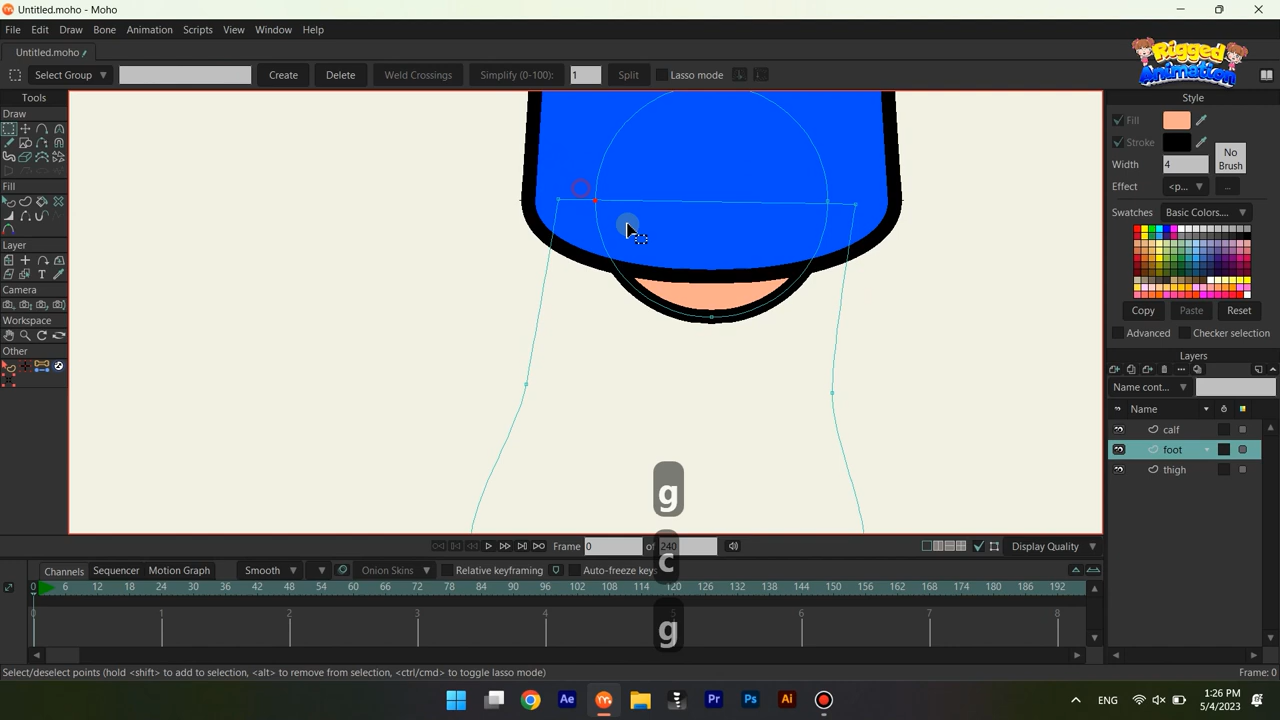 Untitled.moho - Moho
File Edit Draw Bone Animation Scripts View Window Help
Untitled.moho
Rigged Animation
Select Group Create Delete Weld Crossings Simplify (0-100): 1 Split Lasso mode
Tools
Draw
Fill
Layer
Camera
Workspace
Other
Style
Fill
Stroke
No Brush
Width 4
Effect <p... ...
Swatches Basic Colors....
Copy Paste Reset
Advanced Checker selection
Layers
Name cont...
Name
calf
foot
thigh
g
c
g
Frame 0 of 240 Display Quality
Channels Sequencer Motion Graph Smooth Onion Skins Relative keyframing Auto-freeze keys
0 6 12 18 24 30 36 42 48 54 60 66 72 78 84 90 96 102 108 114 120 126 132 138 144 150 156 162 168 174 180 186 192
0 1 2 3 4 5 6 7 8
Select/deselect points (hold <shift> to add to selection, <alt> to remove from selection, <ctrl/cmd> to toggle lasso mode) Frame: 0
Ae Pr Ps Ai ENG 1:26 PM
5/4/2023